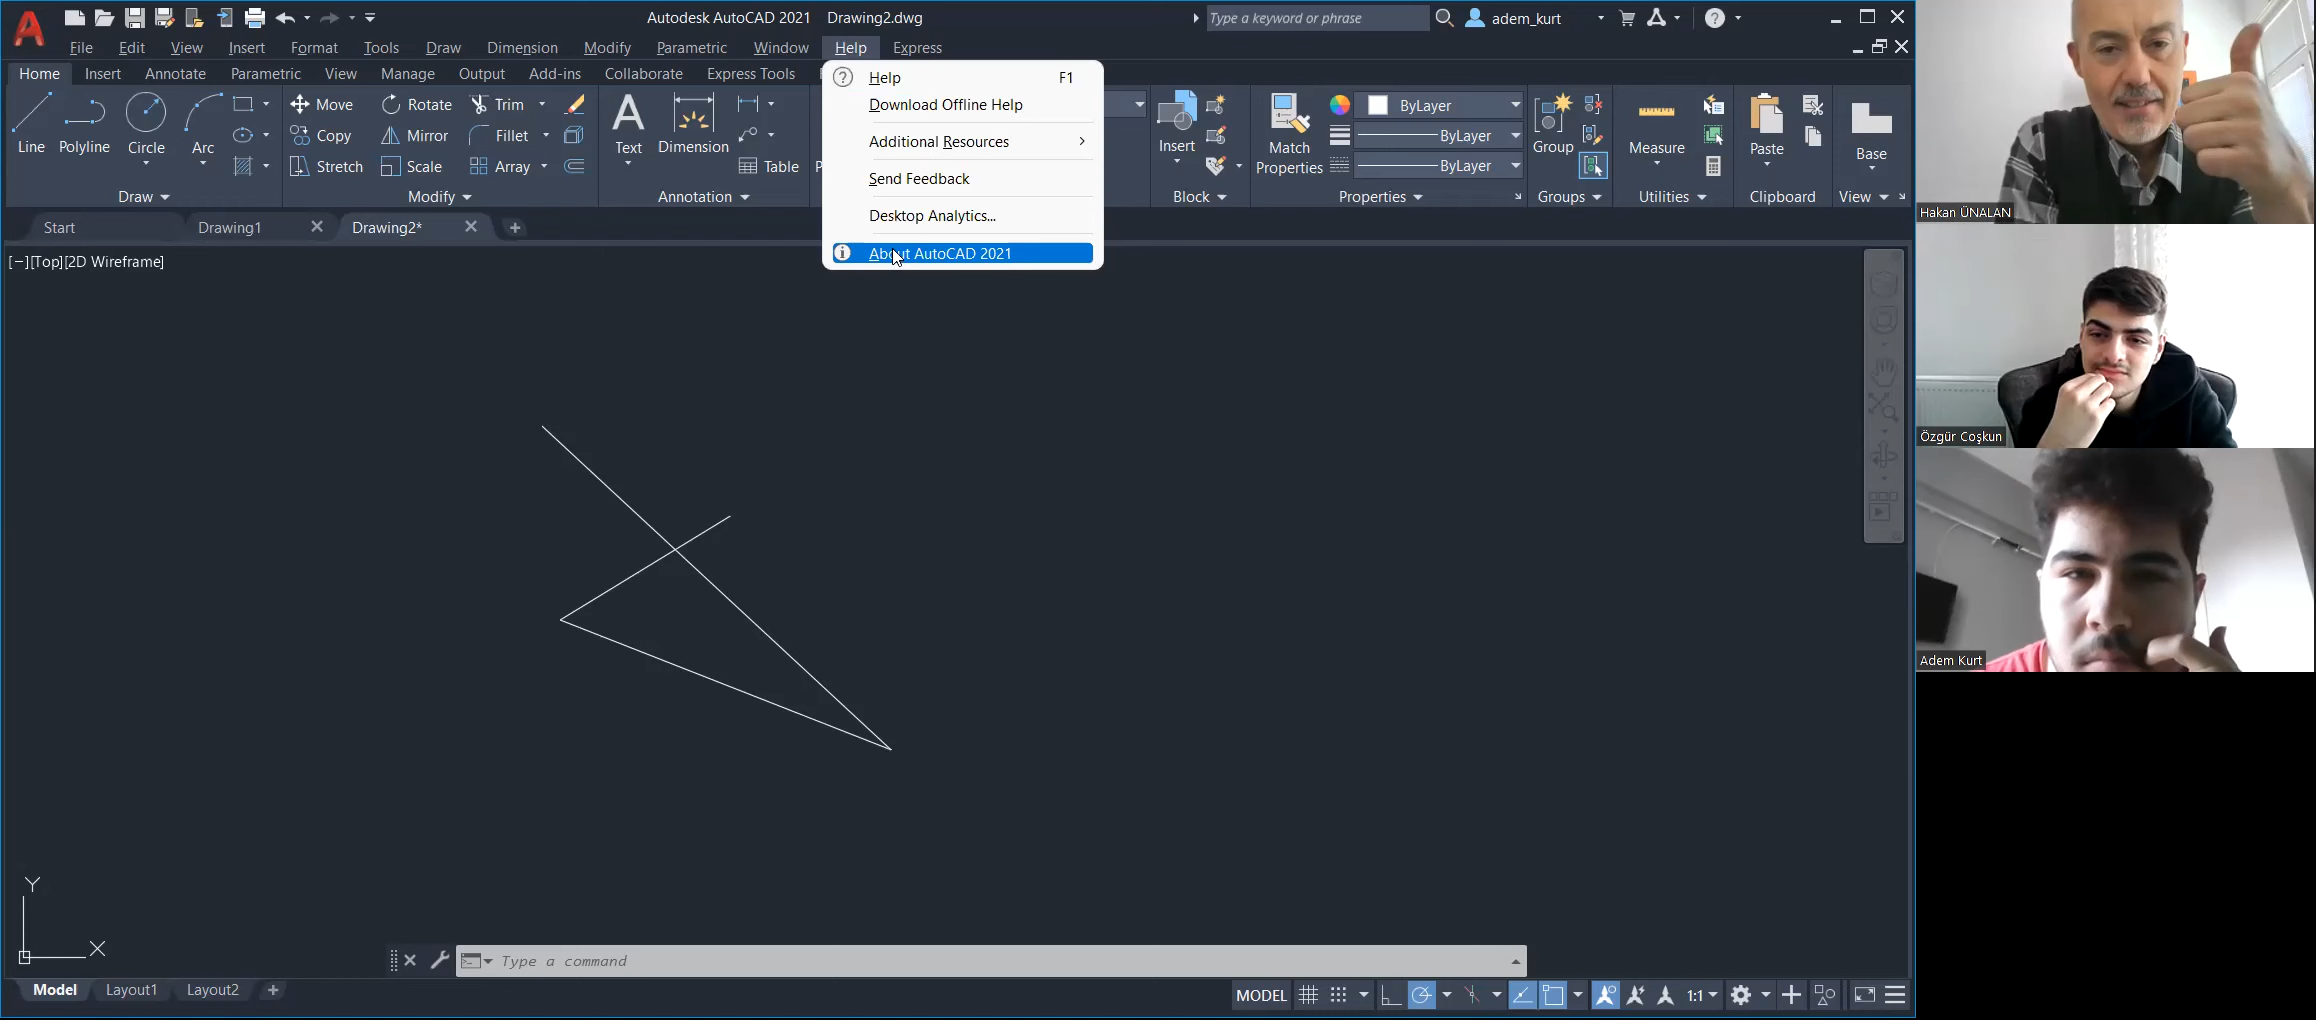 Autodesk AutoCAD 2021 Drawing2.dwg
Type a keyword or phrase
adem_kurt
File Edit View Insert Format Tools Draw Dimension Modify Parametric Window Help Express
Home Insert Annotate Parametric View Manage Output Add-ins Collaborate Express Tools
Help F1
Download Offline Help
Additional Resources
Send Feedback
Desktop Analytics...
About AutoCAD 2021
Line
Polyline
Circle
Arc
Draw
Move
Rotate
Trim
Copy
Mirror
Fillet
Stretch
Scale
Array
Modify
Text
Dimension
Table
Annotation
Insert
Block
Match
Properties
ByLayer
ByLayer
ByLayer
Properties
Group
Groups
Measure
Utilities
Paste
Clipboard
Base
View
Start
Drawing1
Drawing2*
[−][Top][2D Wireframe]
Y
X
Type a command
Model
Layout1
Layout2
MODEL
1:1
Hakan ÜNALAN
Özgür Coşkun
Adem Kurt